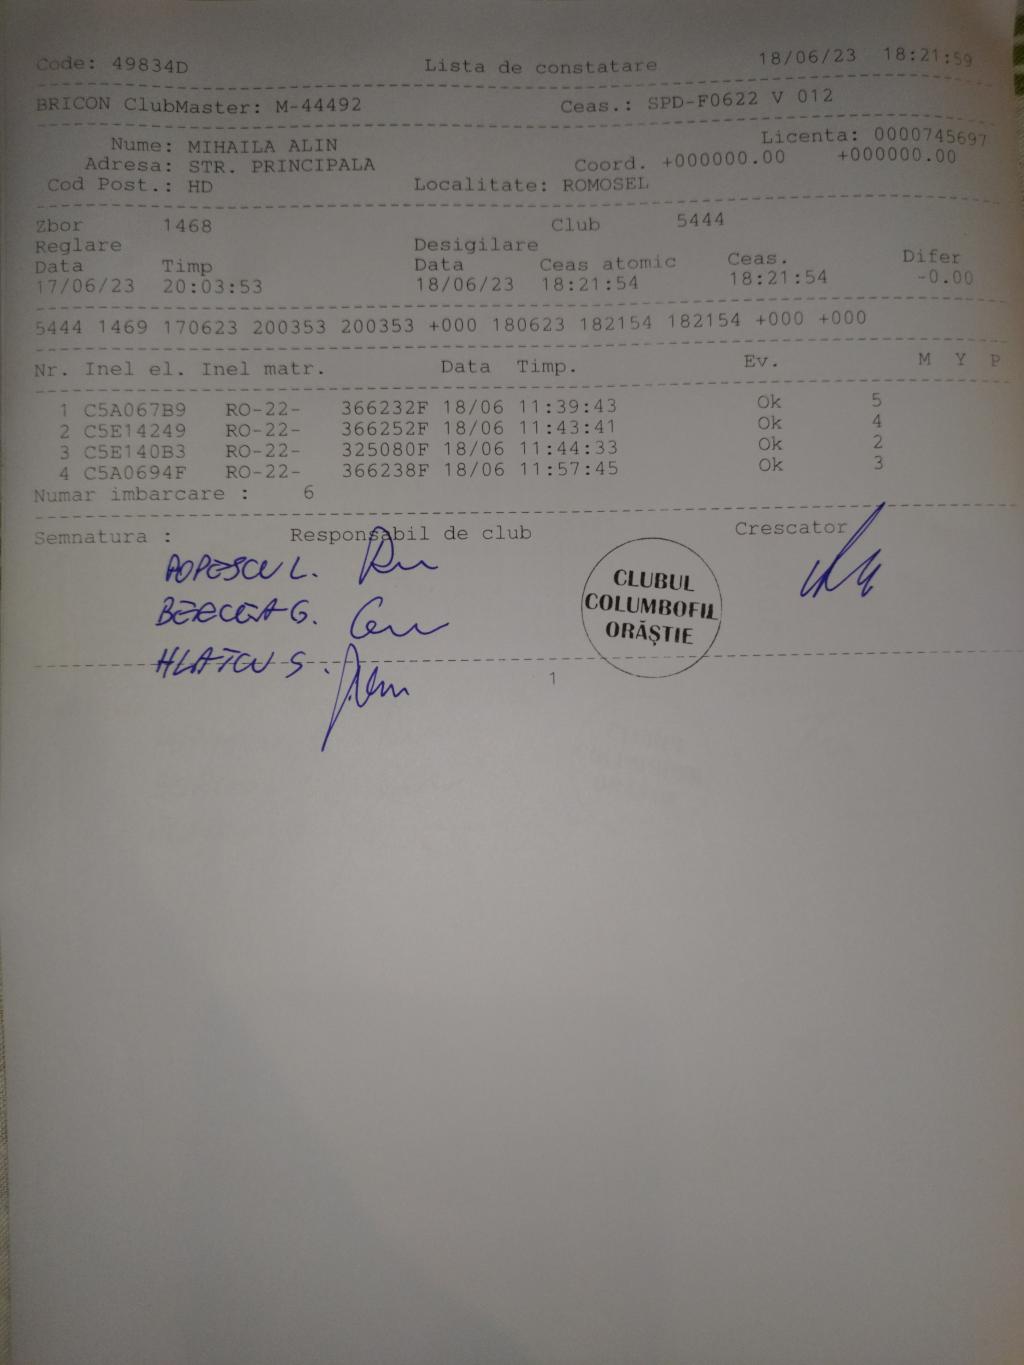 Code: 49834D Lista de constatare 18/06/23 18:21:59
BRICON ClubMaster: M-44492 Ceas.: SPD-F0622 V 012
Nume: MIHAILA ALIN Licenta: 0000745697
Adresa: STR. PRINCIPALA Coord. +000000.00 +000000.00
Cod Post.: HD Localitate: ROMOSEL
Zbor 1468 Club 5444
Reglare Desigilare
Data Timp Data Ceas atomic Ceas. Difer
17/06/23 20:03:53 18/06/23 18:21:54 18:21:54 -0.00
5444 1469 170623 200353 200353 +000 180623 182154 182154 +000 +000
Nr. Inel el. Inel matr. Data Timp. Ev. M Y P
1 C5A067B9 RO-22- 366232F 18/06 11:39:43 Ok 5
2 C5E14249 RO-22- 366252F 18/06 11:43:41 Ok 4
3 C5E140B3 RO-22- 325080F 18/06 11:44:33 Ok 2
4 C5A0694F RO-22- 366238F 18/06 11:57:45 Ok 3
Numar imbarcare : 6
Semnatura : Responsabil de club Crescator
POPESCU L.
G.
S.
CLUBUL
COLUMBOFIL
ORĂŞTIE
1